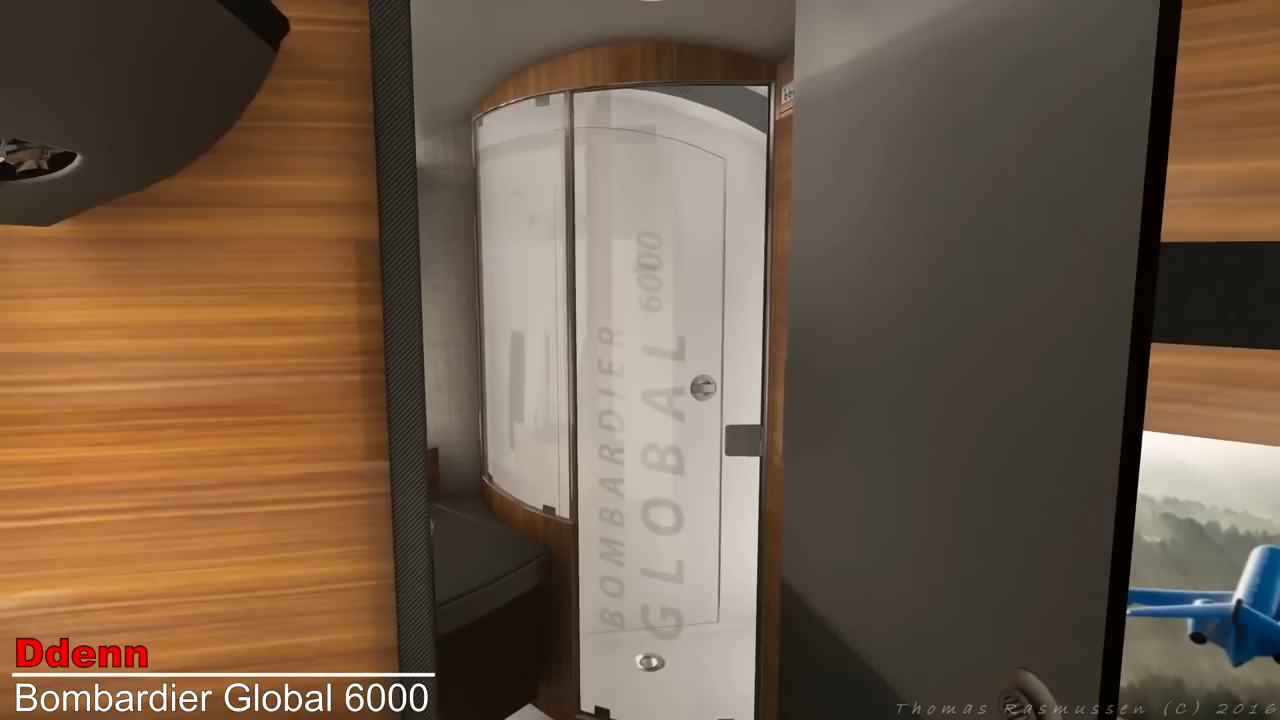 BOMBARDIER
GLOBAL 6000
Ddenn
Bombardier Global 6000
Thomas Rasmussen (C) 2016